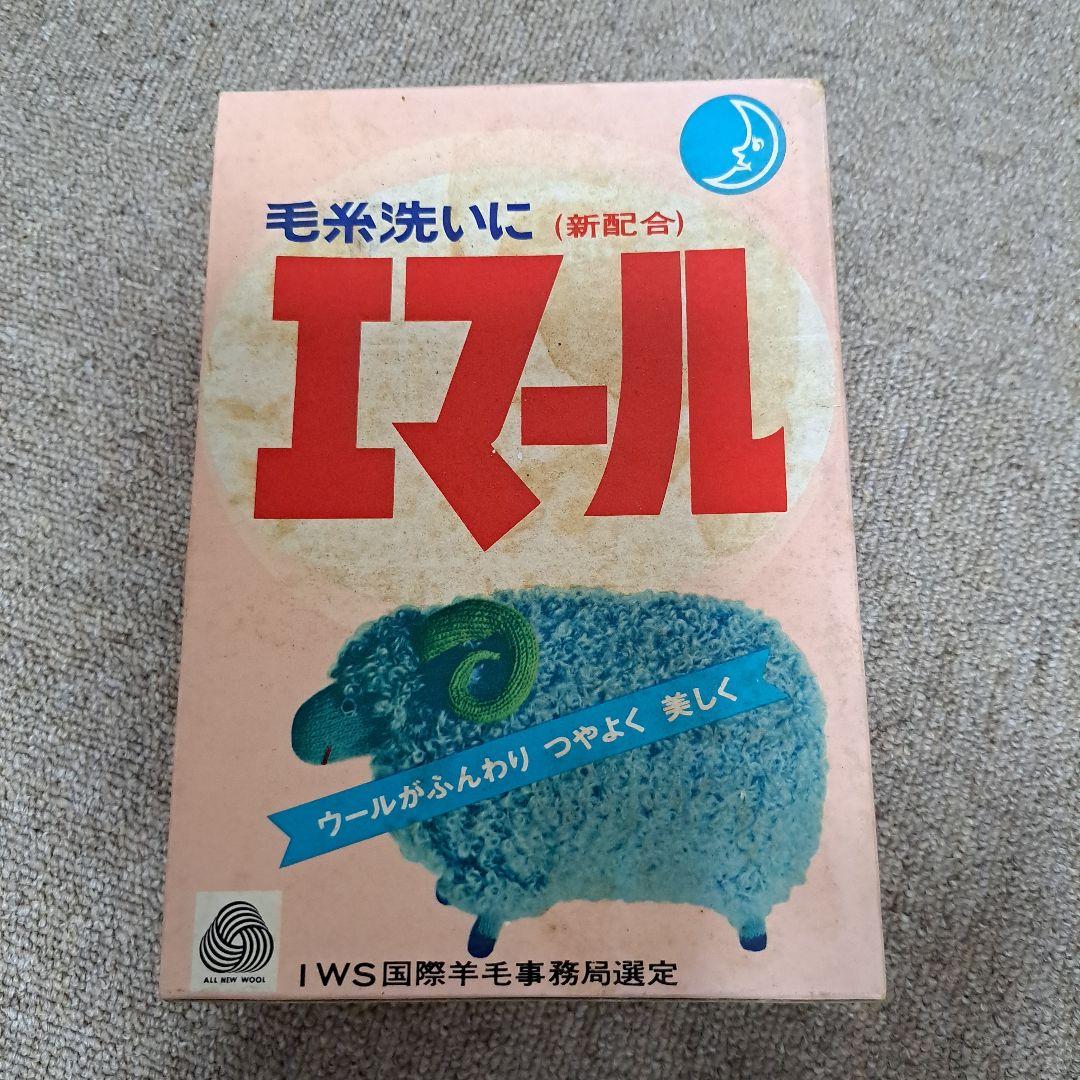 毛糸洗いに (新配合)
エマール
ウールがふんわり つやよく 美しく
ALL NEW WOOL
IWS国際羊毛事務局選定